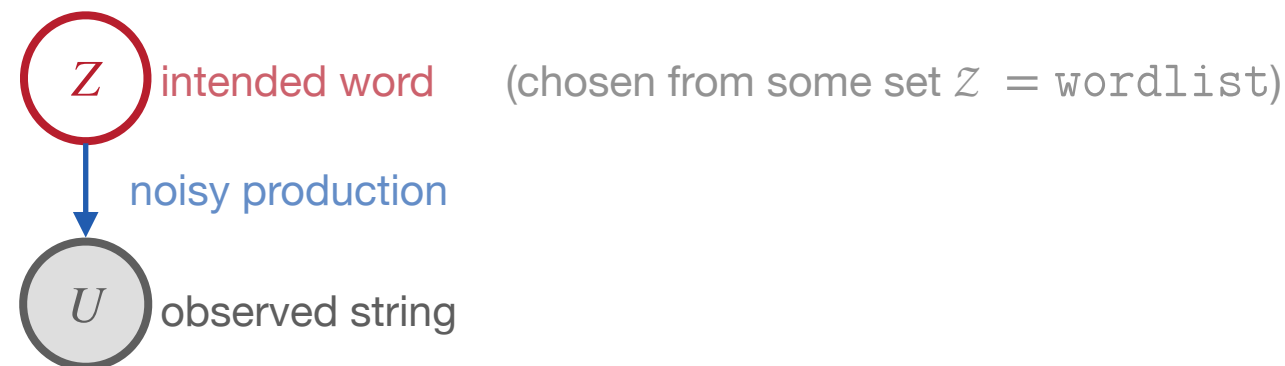 Z intended word (chosen from some set 𝒵 = wordlist)
noisy production
U observed string